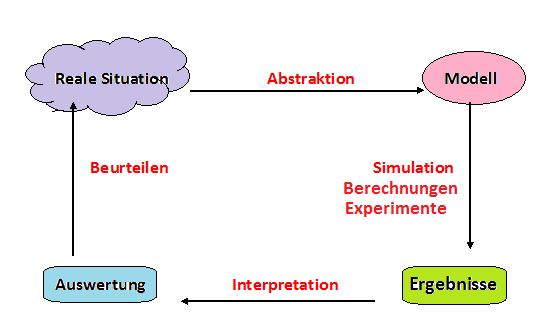 Reale Situation
Abstraktion
Modell
Beurteilen
Simulation
Berechnungen
Experimente
Auswertung
Interpretation
Ergebnisse